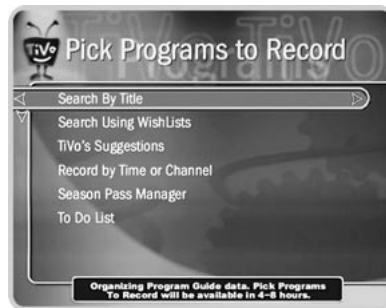 TiVo
Pick Programs to Record
Search By Title
Search Using WishLists
TiVo's Suggestions
Record by Time or Channel
Season Pass Manager
To Do List
Organizing Program Guide data. Pick Programs
To Record will be available in 4-8 hours.